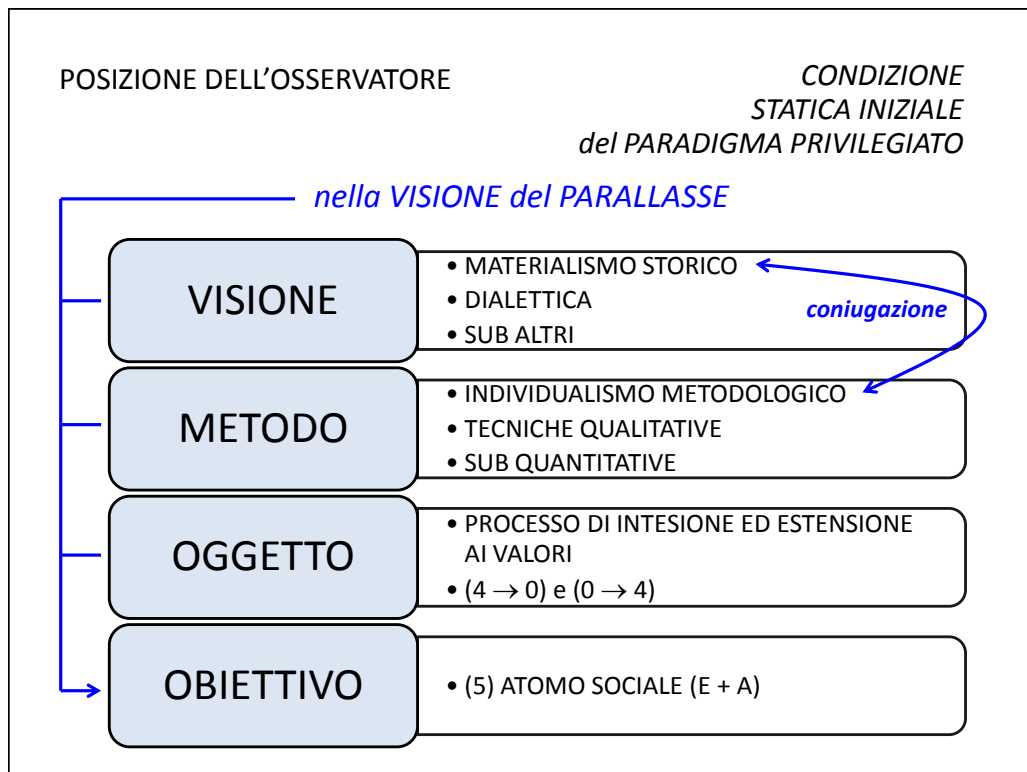 POSIZIONE DELL’OSSERVATORE
CONDIZIONE
STATICA INIZIALE
del PARADIGMA PRIVILEGIATO
nella VISIONE del PARALLASSE
VISIONE
• MATERIALISMO STORICO
• DIALETTICA
• SUB ALTRI
coniugazione
METODO
• INDIVIDUALISMO METODOLOGICO
• TECNICHE QUALITATIVE
• SUB QUANTITATIVE
OGGETTO
• PROCESSO DI INTESIONE ED ESTENSIONE
AI VALORI
• (4 → 0) e (0 → 4)
OBIETTIVO
• (5) ATOMO SOCIALE (E + A)